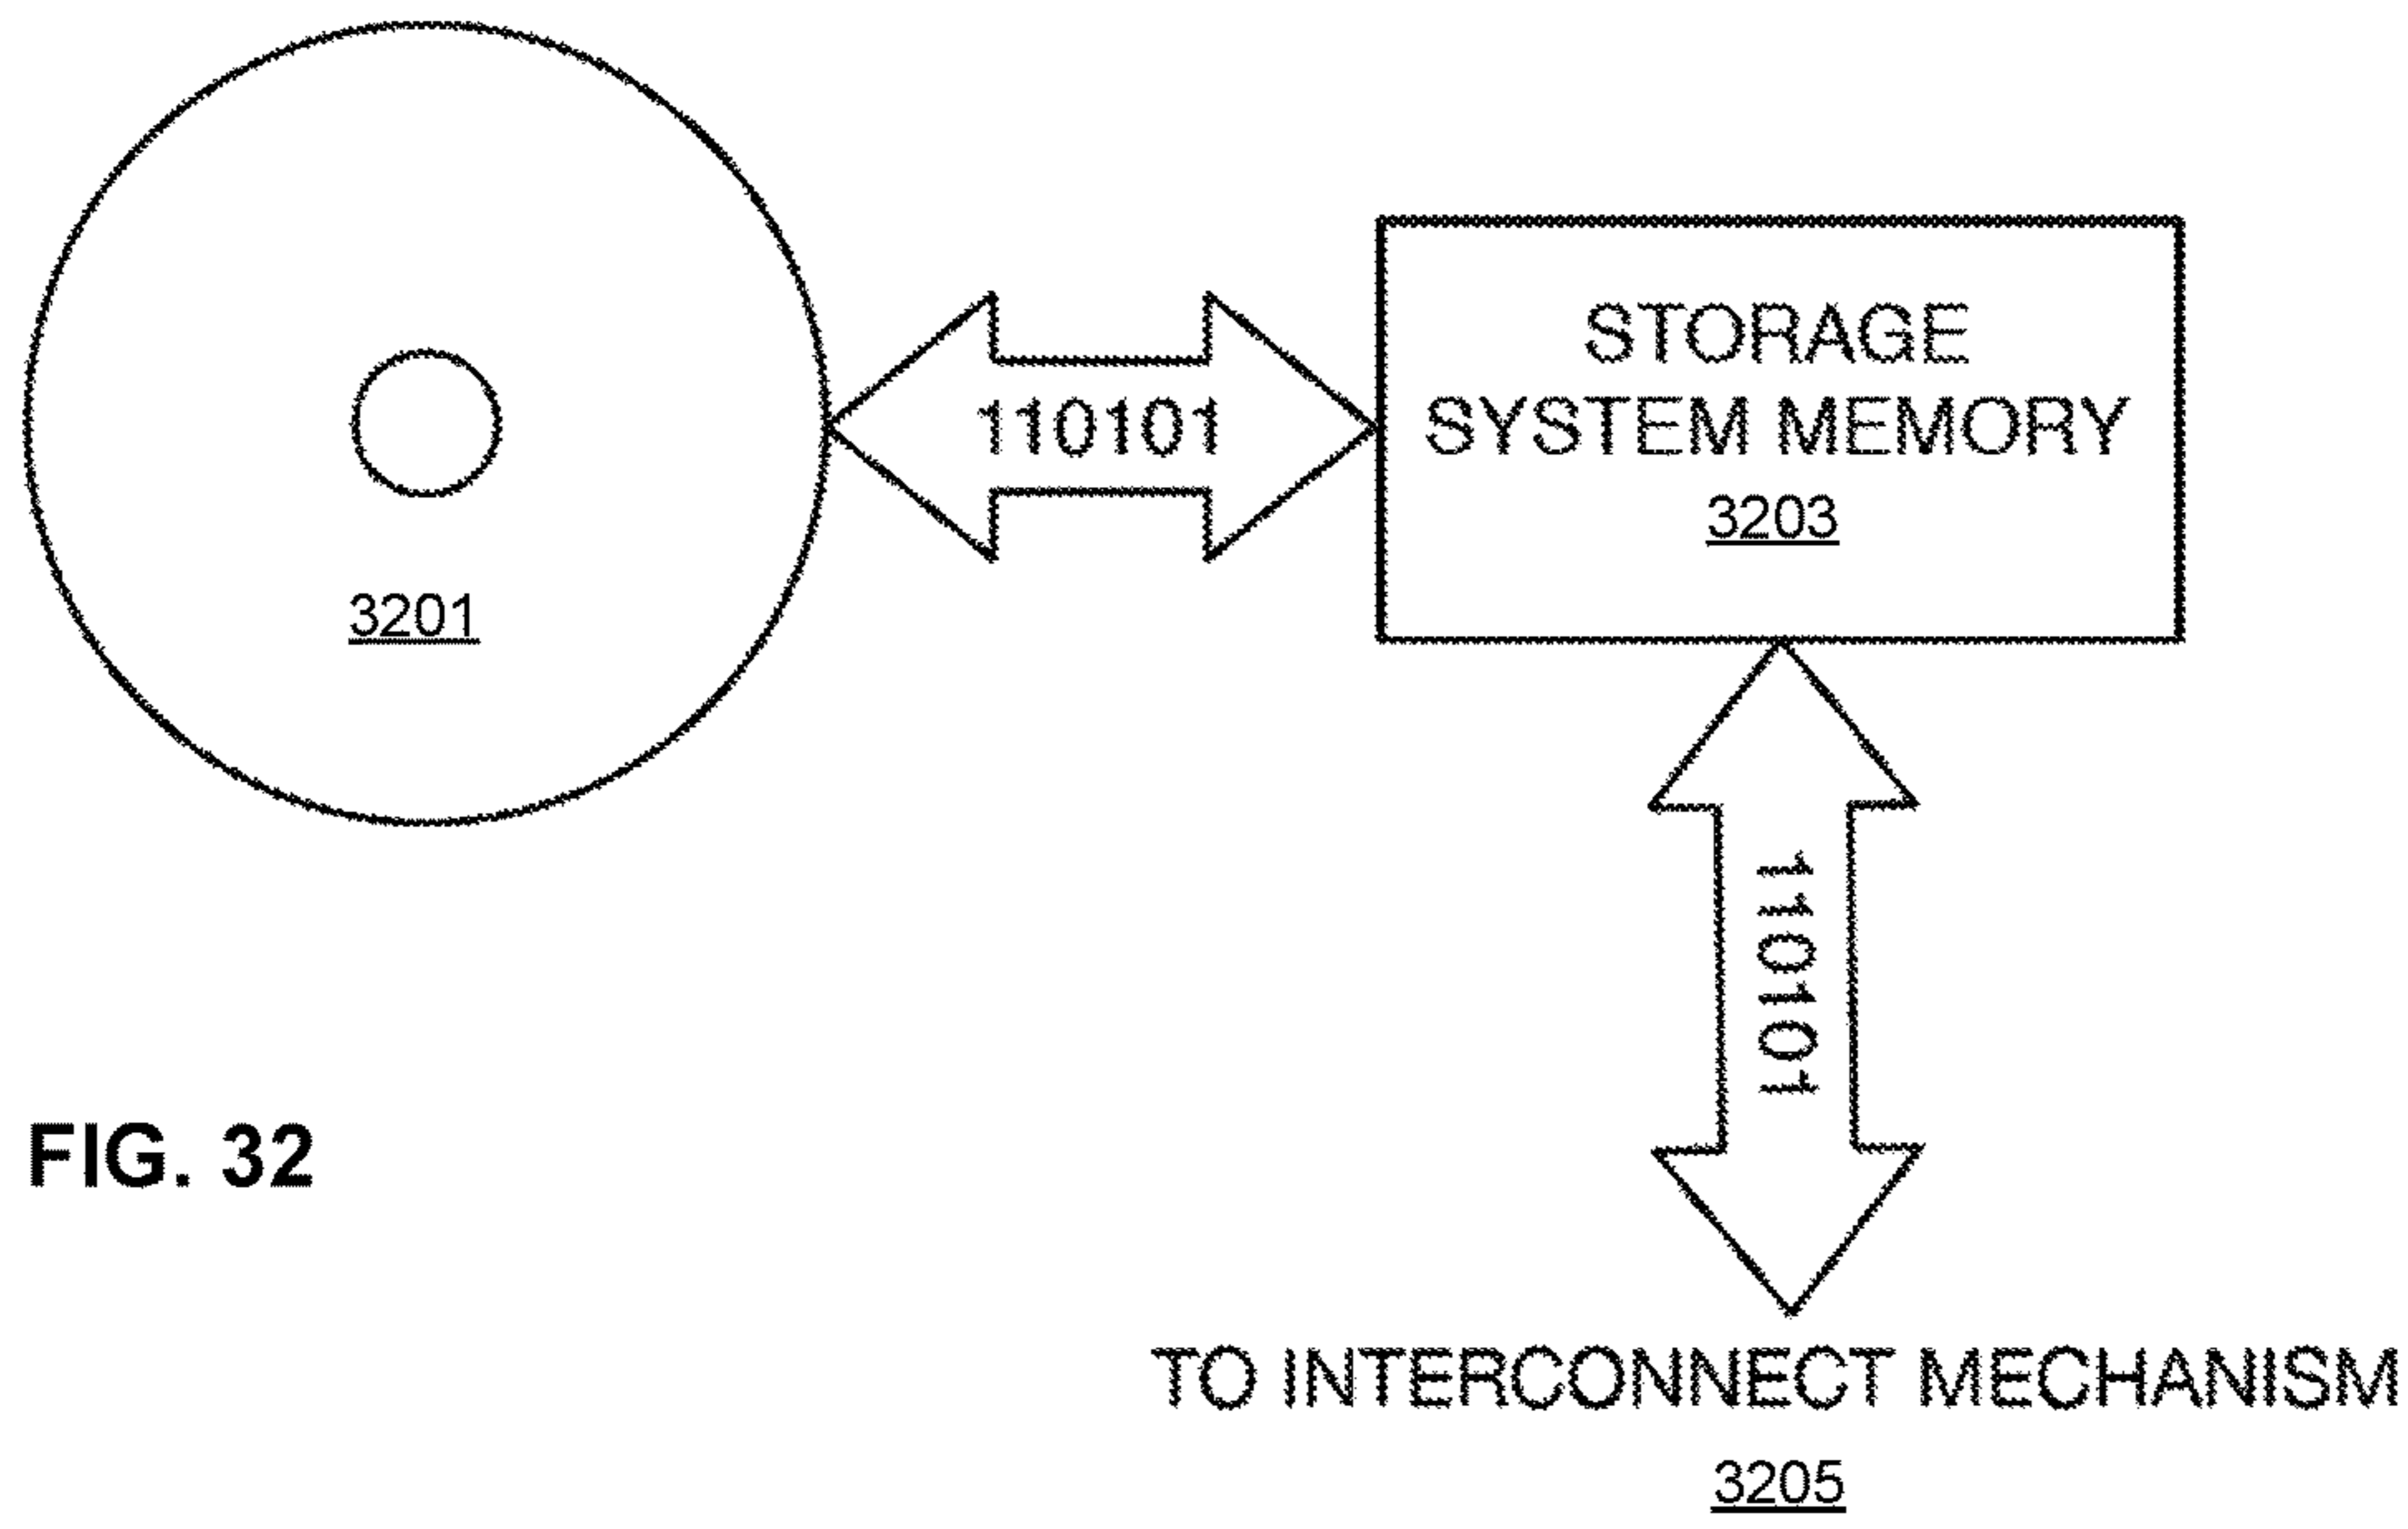 STORAGE
SYSTEM MEMORY
3203
110101
3201
110101
FIG. 32
TO INTERCONNECT MECHANISM
3205